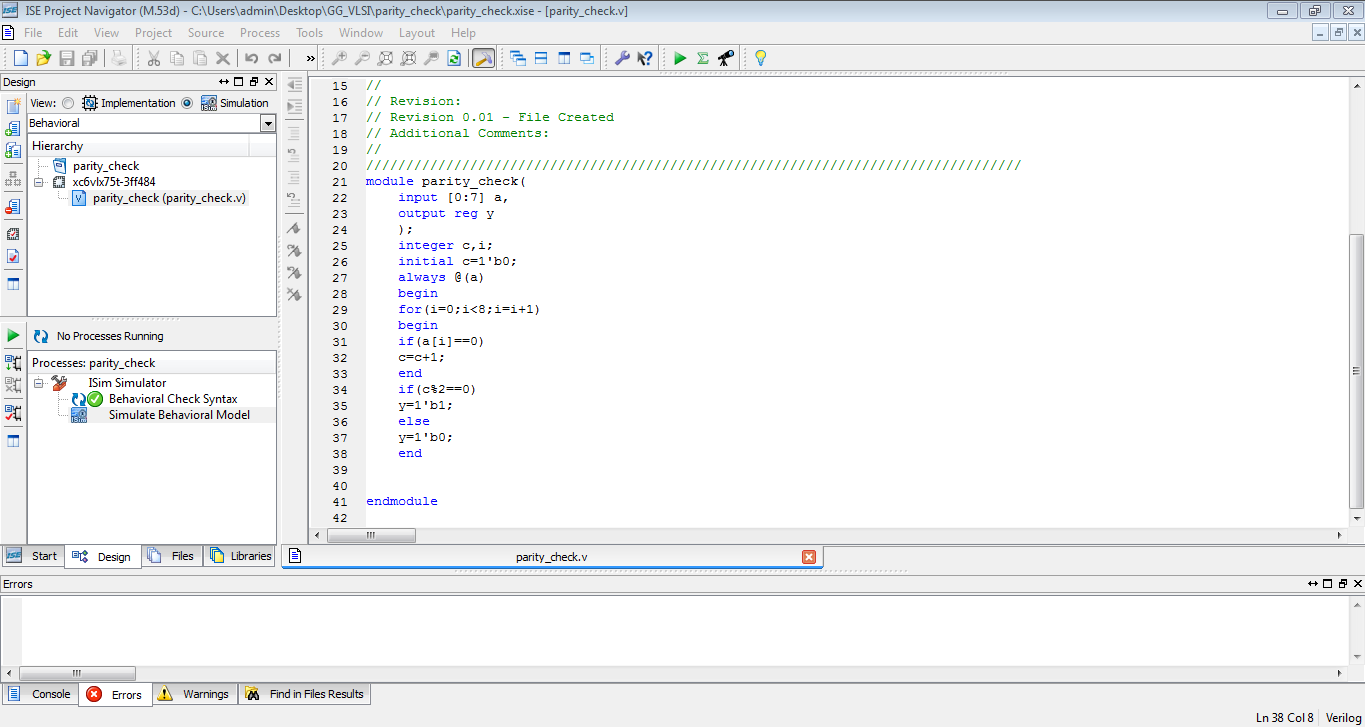 ISE Project Navigator (M.53d) - C:\Users\admin\Desktop\GG_VLSI\parity_check\parity_check.xise - [parity_check.v]
File Edit View Project Source Process Tools Window Layout Help
»
Design
View: Implementation Simulation
Behavioral
Hierarchy
parity_check
xc6vlx75t-3ff484
parity_check (parity_check.v)
No Processes Running
Processes: parity_check
ISim Simulator
Behavioral Check Syntax
Simulate Behavioral Model
Start Design Files Libraries
15 //
16 // Revision:
17 // Revision 0.01 - File Created
18 // Additional Comments:
19 //
20 //////////////////////////////////////////////////////////////////////////////////
21 module parity_check(
22 input [0:7] a,
23 output reg y
24 );
25 integer c,i;
26 initial c=1'b0;
27 always @(a)
28 begin
29 for(i=0;i<8;i=i+1)
30 begin
31 if(a[i]==0)
32 c=c+1;
33 end
34 if(c%2==0)
35 y=1'b1;
36 else
37 y=1'b0;
38 end
39
40
41 endmodule
42
parity_check.v
Errors
Console Errors Warnings Find in Files Results
Ln 38 Col 8 Verilog